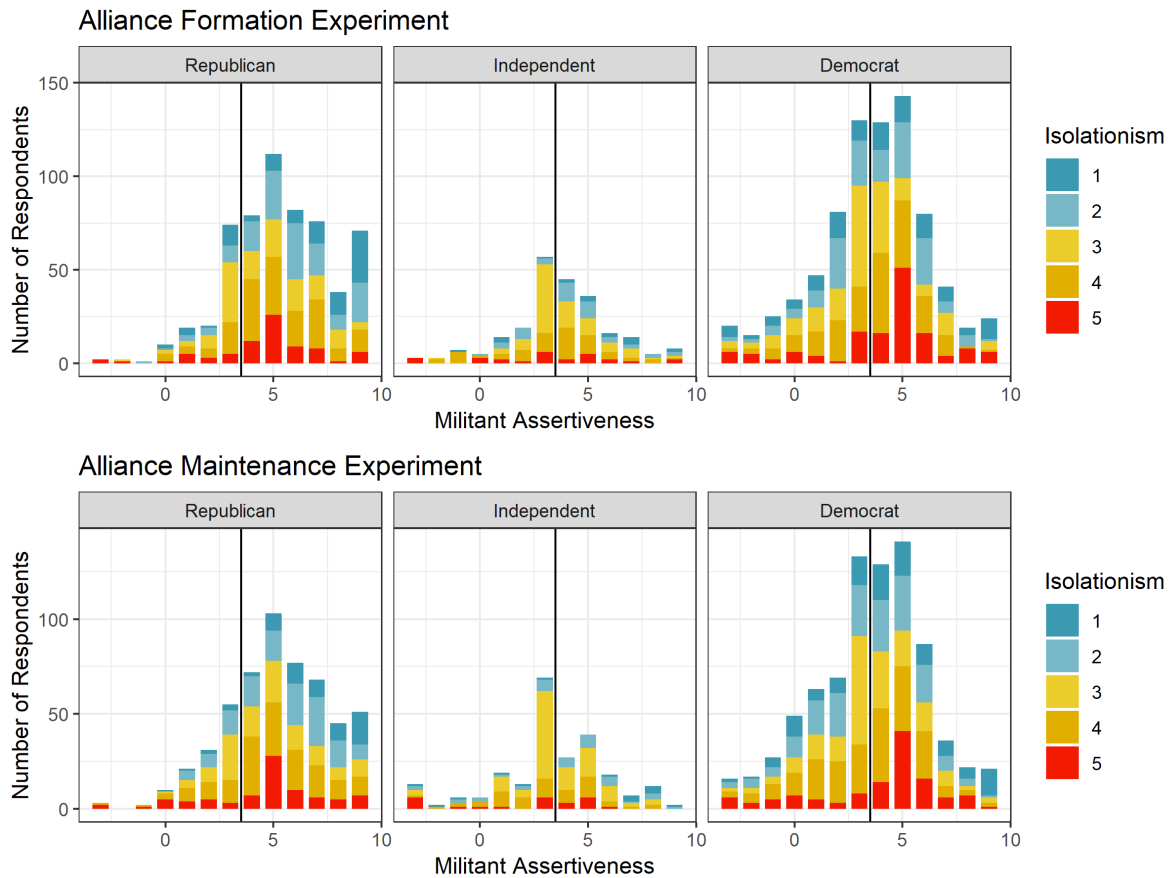 Alliance Formation Experiment
Republican Independent Democrat
150
100
50
0
Number of Respondents
0 5 10 0 5 10 0 5 10
Militant Assertiveness
Isolationism
1
2
3
4
5
Alliance Maintenance Experiment
Republican Independent Democrat
100
50
0
Number of Respondents
0 5 10 0 5 10 0 5 10
Militant Assertiveness
Isolationism
1
2
3
4
5